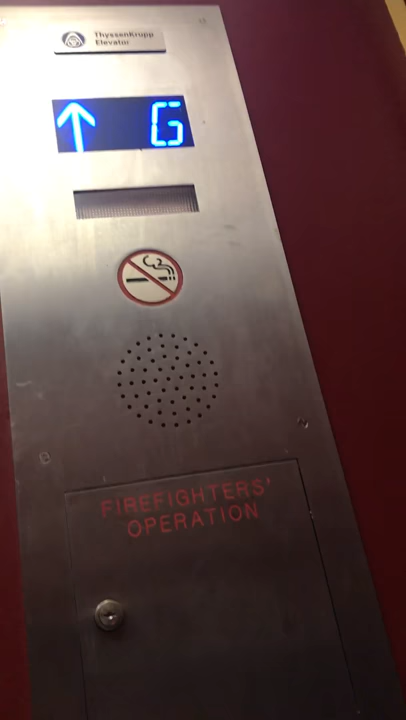 ThyssenKrupp
Elevator
G
FIREFIGHTERS'
OPERATION